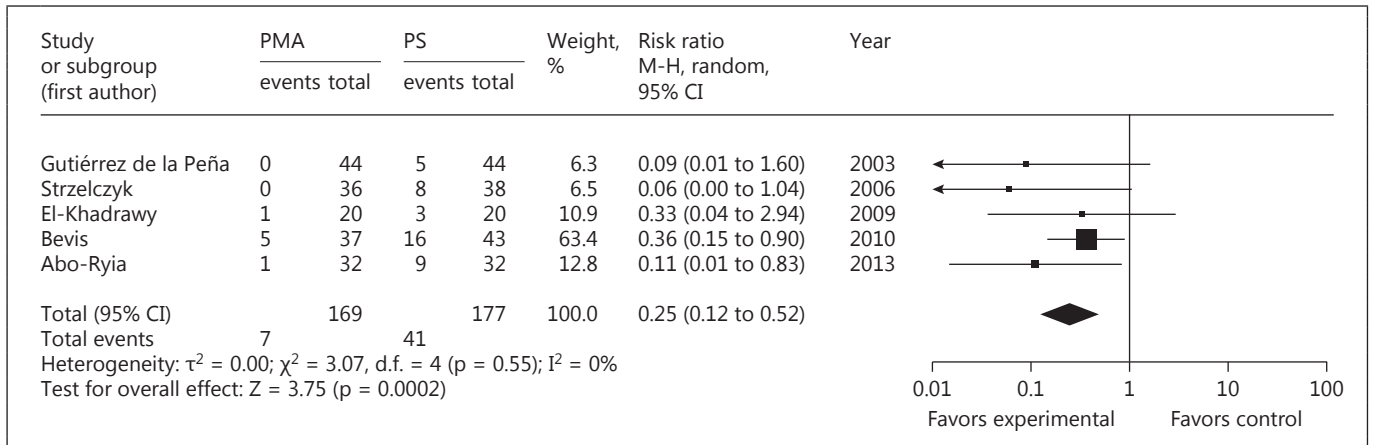 Study PMA PS Weight, Risk ratio Year
or subgroup events total events total % M-H, random,
(first author) 95% CI
Gutiérrez de la Peña 0 44 5 44 6.3 0.09 (0.01 to 1.60) 2003
Strzelczyk 0 36 8 38 6.5 0.06 (0.00 to 1.04) 2006
El-Khadrawy 1 20 3 20 10.9 0.33 (0.04 to 2.94) 2009
Bevis 5 37 16 43 63.4 0.36 (0.15 to 0.90) 2010
Abo-Ryia 1 32 9 32 12.8 0.11 (0.01 to 0.83) 2013
Total (95% CI) 169 177 100.0 0.25 (0.12 to 0.52)
Total events 7 41
Heterogeneity: τ² = 0.00; χ² = 3.07, d.f. = 4 (p = 0.55); I² = 0%
Test for overall effect: Z = 3.75 (p = 0.0002)
0.01 0.1 1 10 100
Favors experimental Favors control